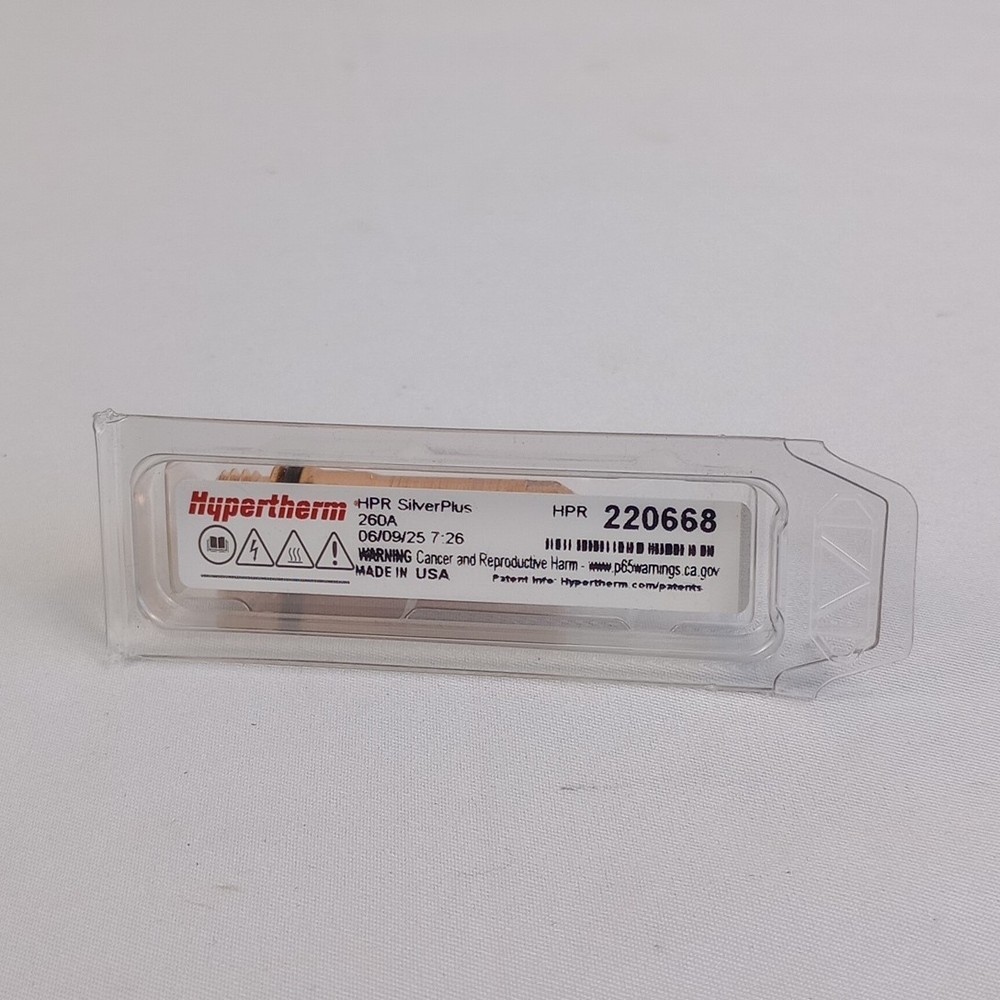 Hypertherm
HPR SilverPlus
260A
06/09/25 7:26
WARNING Cancer and Reproductive Harm - www.p65warnings.ca.gov
MADE IN USA
HPR 220668
Patent Info: Hypertherm.com/patents